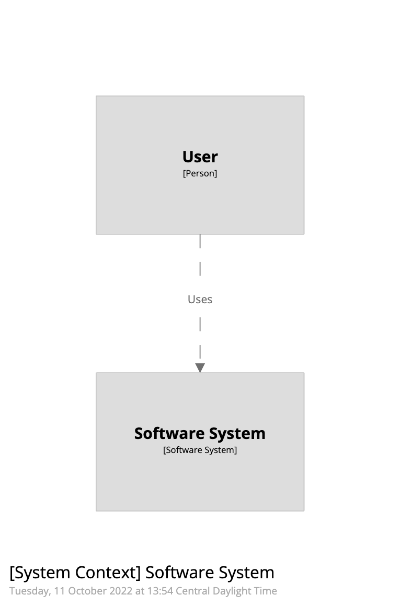 User
[Person]
Uses
Software System
[Software System]
[System Context] Software System
Tuesday, 11 October 2022 at 13:54 Central Daylight Time